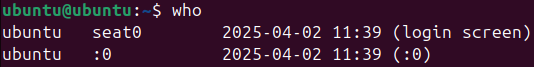 ubuntu@ubuntu:~$ who
ubuntu   seat0        2025-04-02 11:39 (login screen)
ubuntu   :0           2025-04-02 11:39 (:0)